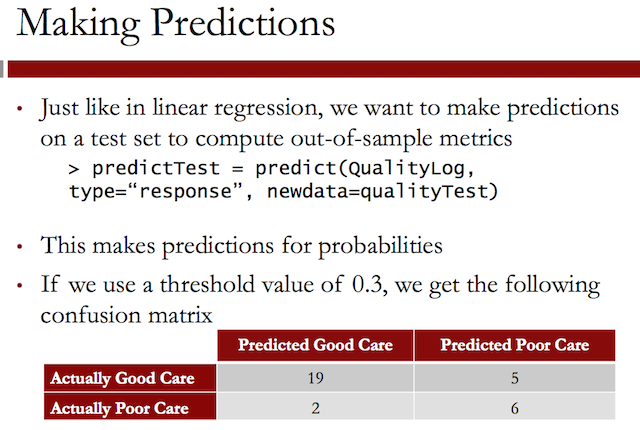 Making Predictions
• Just like in linear regression, we want to make predictions
on a test set to compute out-of-sample metrics
> predictTest = predict(QualityLog,
type=“response”, newdata=qualityTest)
• This makes predictions for probabilities
• If we use a threshold value of 0.3, we get the following
confusion matrix
Predicted Good Care Predicted Poor Care
Actually Good Care 19 5
Actually Poor Care 2 6